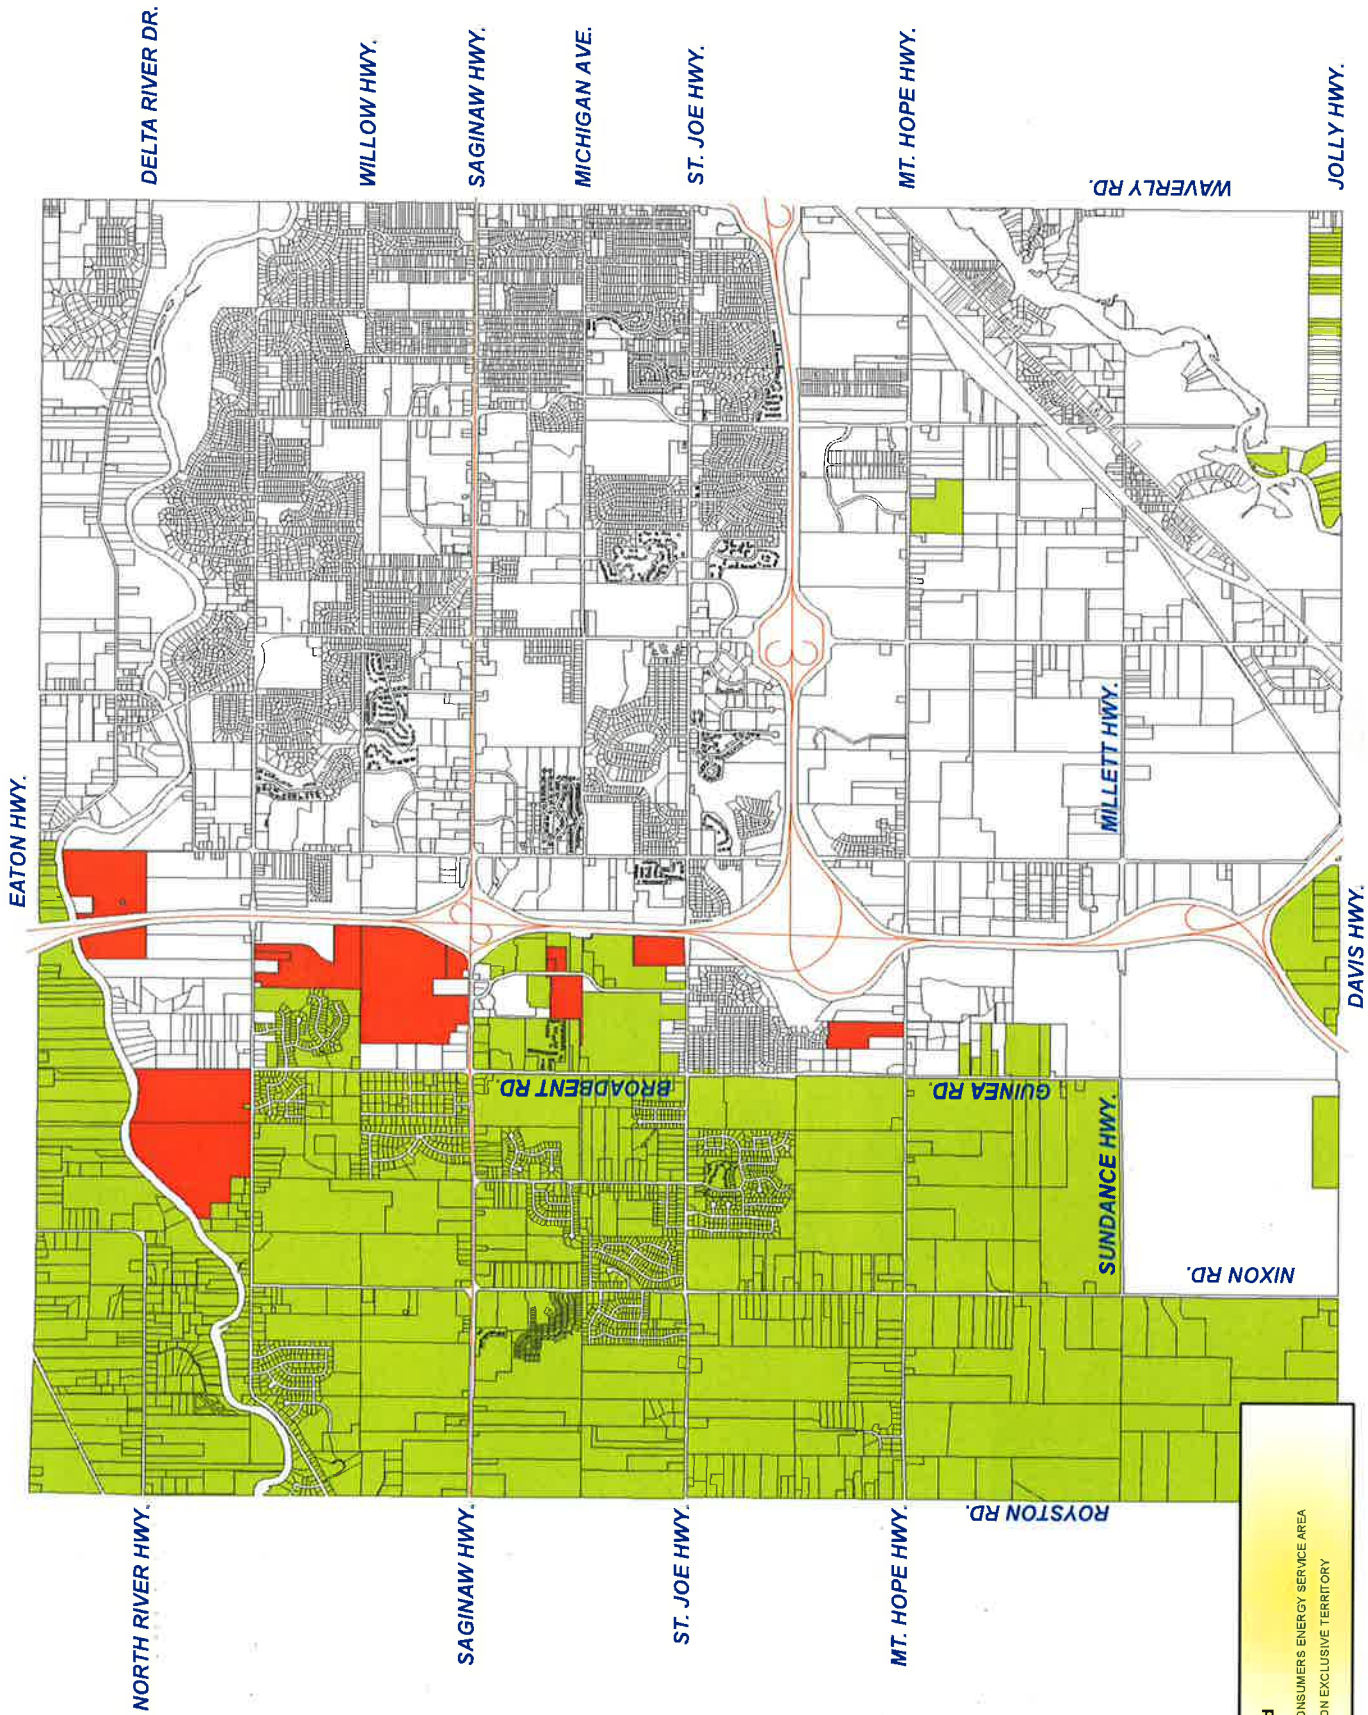 DELTA RIVER DR.
WILLOW HWY.
SAGINAW HWY.
MICHIGAN AVE.
ST. JOE HWY.
MT. HOPE HWY.
WAVERLY RD.
JOLLY HWY.
EATON HWY.
MILLETT HWY.
DAVIS HWY.
BROADBENT RD.
GUINEA RD.
SUNDANCE HWY.
NIXON RD.
ROYSTON RD.
NORTH RIVER HWY.
SAGINAW HWY.
ST. JOE HWY.
MT. HOPE HWY.
ONSUMERS ENERGY SERVICE AREA
ON EXCLUSIVE TERRITORY